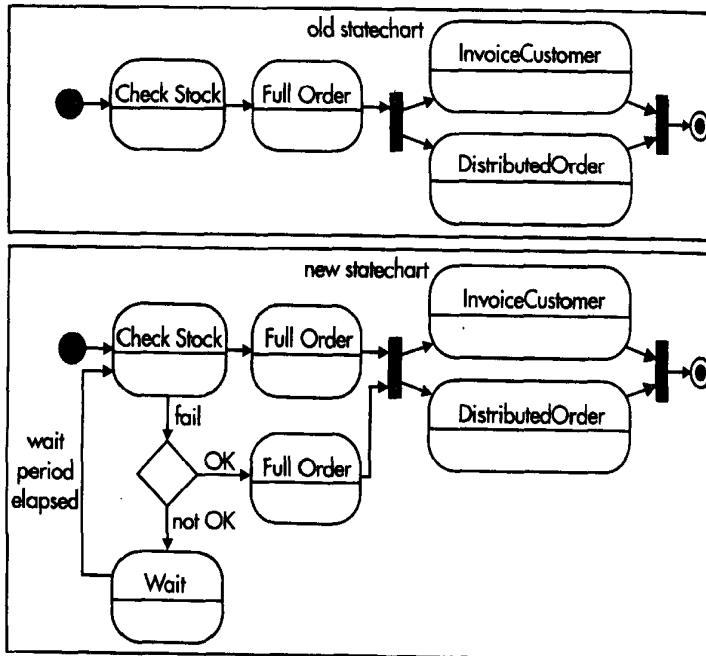 old statechart
InvoiceCustomer
Check Stock
Full Order
DistributedOrder
new statechart
InvoiceCustomer
Check Stock
Full Order
DistributedOrder
fail
wait
period
elapsed
OK
Full Order
not OK
Wait